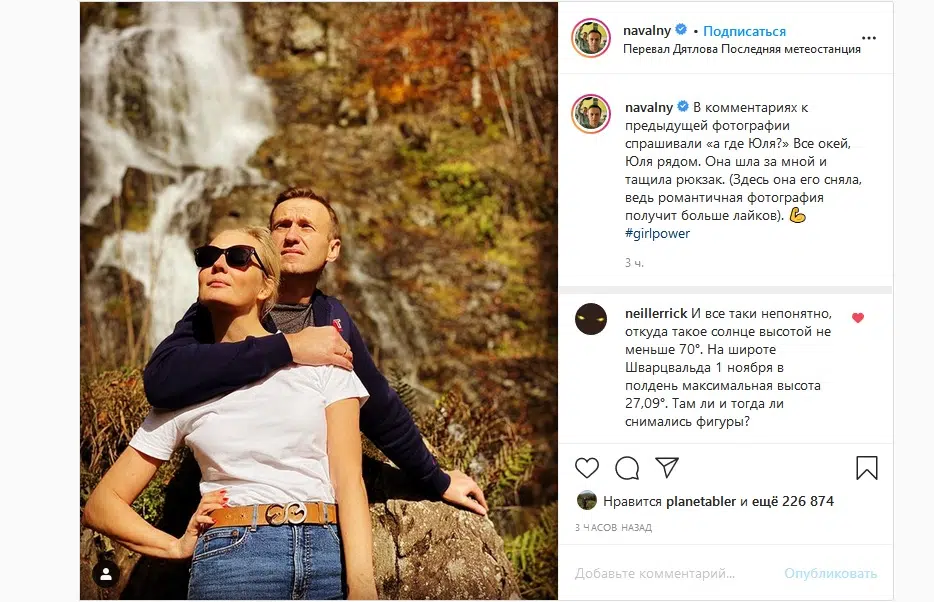 navalny • Подписаться
Перевал Дятлова Последняя метеостанция
navalny В комментариях к
предыдущей фотографии
спрашивали «а где Юля?» Все окей,
Юля рядом. Она шла за мной и
тащила рюкзак. (Здесь она его сняла,
ведь романтичная фотография
получит больше лайков). 💪
#girlpower
3 ч.
neillerrick И все таки непонятно,
откуда такое солнце высотой не
меньше 70°. На широте
Шварцвальда 1 ноября в
полдень максимальная высота
27,09°. Там ли и тогда ли
снимались фигуры?
Нравится planetabler и ещё 226 874
3 ЧАСОВ НАЗАД
Добавьте комментарий... Опубликовать